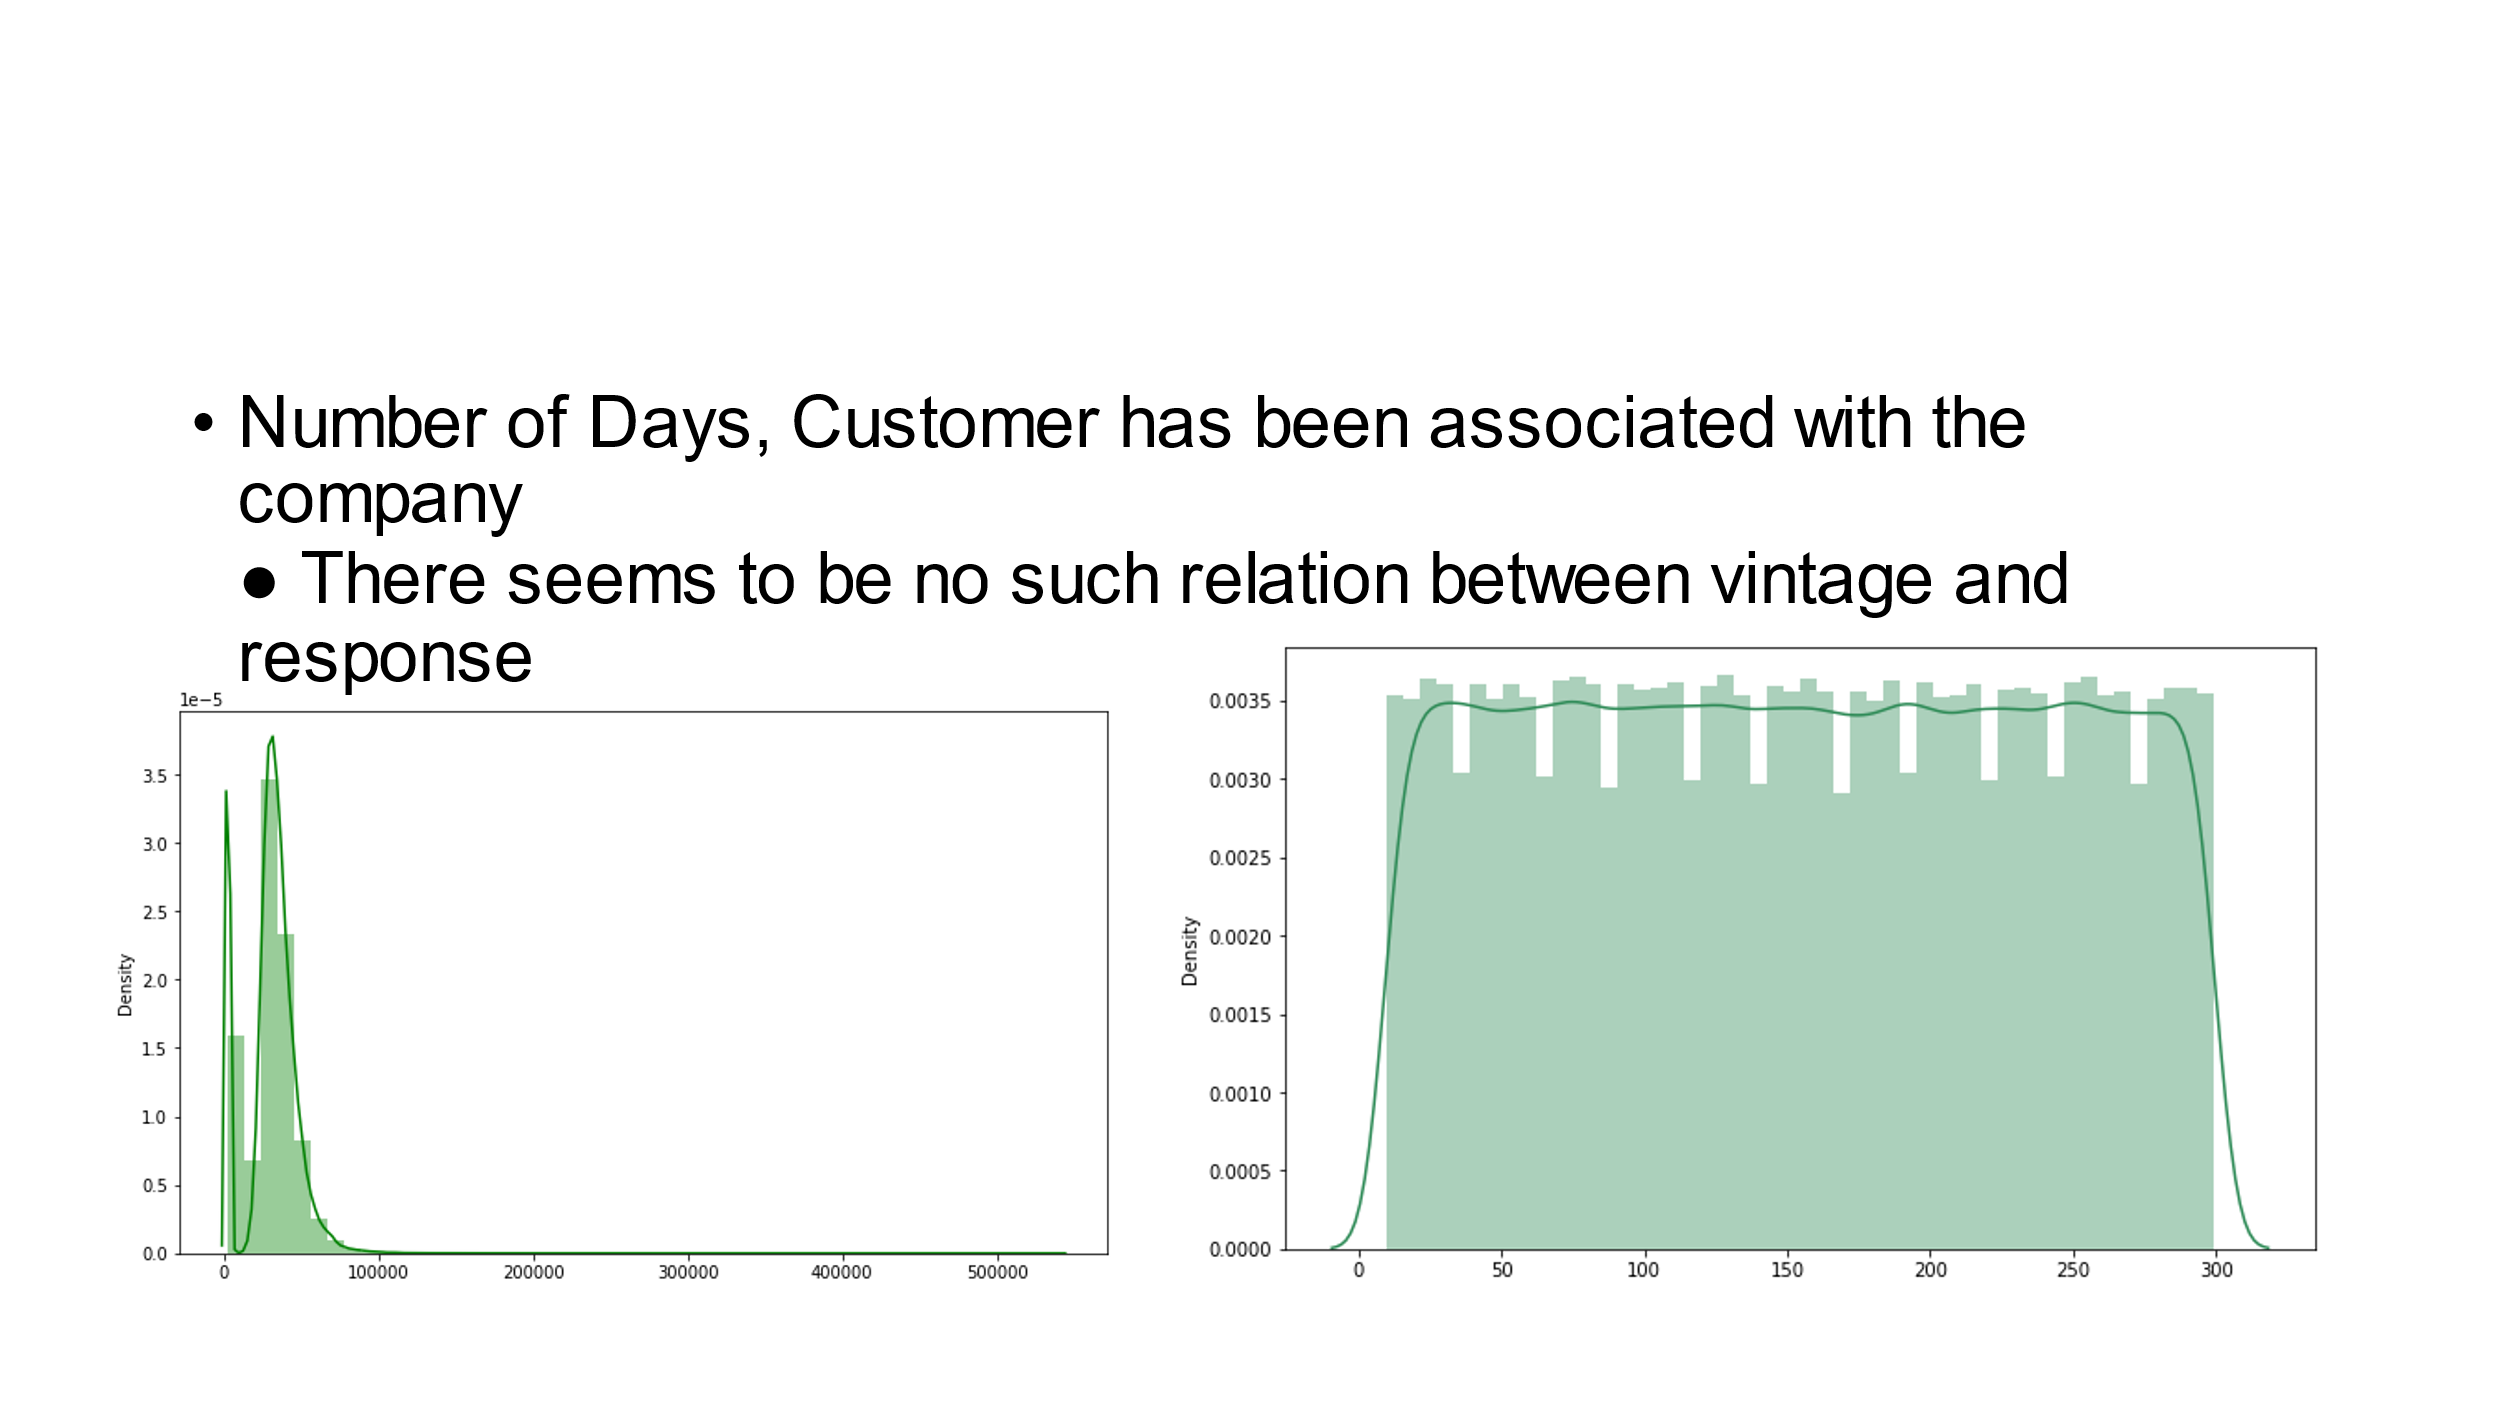 • Number of Days, Customer has been associated with the
company
● There seems to be no such relation between vintage and
response
1e−5
3.5
3.0
2.5
2.0
1.5
1.0
0.5
0.0
Density
0 100000 200000 300000 400000 500000
0.0035
0.0030
0.0025
0.0020
0.0015
0.0010
0.0005
0.0000
Density
0 50 100 150 200 250 300